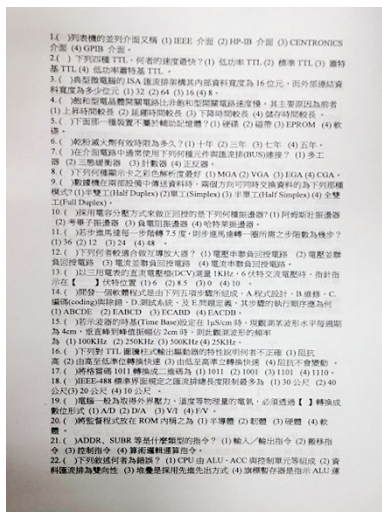 1.( )列表機的並列介面又稱 (1) IEEE 介面 (2) HP-IB 介面 (3) CENTRONICS
介面 (4) GPIB 介面。
2.( ) 下列四種 TTL，何者的速度最快？(1) 低功率 TTL (2) 標準 TTL (3) 蕭特
基 TTL (4) 低功率蕭特基 TTL。
3.( )典型微電腦的 ISA 匯流排架構其內部資料寬度為 16 位元，而外部連結資
料寬度為多少位元 (1) 32 (2) 64 (3) 16 (4) 8。
4.( )飽和型電晶體開關電路比非飽和型開關電路速度慢，其主要原因為前者
(1) 上昇時間較長 (2) 延遲時間較長 (3) 下降時間較長 (4) 儲存時間較長。
5.( )下面那一種裝置不屬於輔助記憶體？(1) 硬碟 (2) 磁帶 (3) EPROM (4) 軟
碟。
6.( )乾粉滅火劑有效時限為多久？(1) 十年 (2) 三年 (3) 七年 (4) 五年。
7.( )在介面電路中通常使用下列何種元件與匯流排(BUS)連接？ (1) 多工
器 (2) 三態緩衝器 (3) 計數器 (4) 正反器。
8.( )下列何種顯示卡之彩色解析度最好 (1) MGA (2) VGA (3) EGA (4) CGA。
9.( )數據機在兩部設備中傳送資料時，兩個方向可同時交換資料的為下列那種
模式？(1)半雙工(Half Duplex) (2)單工(Simplex) (3) 半單工(Half Simplex) (4) 全雙
工(Full Duplex)。
10.( )採用電容分壓方式來做正回授的是下列何種振盪器？(1) 阿姆斯壯振盪器
(2) 考畢子振盪器 (3) 負電阻振盪器 (4) 哈特萊振盪器。
11.( )若步進馬達每一步階轉 7.5 度，則步進馬達轉一圈所需之步階數為幾步？
(1) 36 (2) 12 (3) 24 (4) 48 。
12.( )下列何者較適合做互導放大器？ (1) 電壓串聯負回授電路 (2) 電壓並聯
負回授電路 (3) 電流並聯負回授電路 (4) 電流串聯負回授電路。
13.( )以三用電表的直流電壓檔(DCV)測量 1KHz，6 伏特交流電壓時，指針指
示在【 】伏特位置 (1) 6 (2) 8.5 (3) 0 (4) 10 。
14.( )開發一個軟體程式是由下列五項步驟所組成，A.程式設計、B.維修、C.
編碼(coding)與除錯、D.測試系統、及 E.問題定義，其步驟的執行順序應為何
(1) ABCDE (2) EABCD (3) ECABD (4) EACDB。
15.( )若示波器的時基(Time Base)設定在 1μS/cm 時，現觀測某波形水平每週期
為 4cm，垂直峰到峰值振幅佔 2cm 時，則此觀測波形的頻率
為 (1) 100KHz (2) 250KHz (3) 500KHz (4) 25KHz。
16.( )下列對 TTL 圖騰柱式輸出驅動器的特性說明何者不正確 (1) 阻抗
高 (2) 由高至低準位轉換快速 (3) 由低至高準立轉換快速 (4) 阻抗不會變動。
17.( )將格雷碼 1011 轉換成二進碼為 (1) 1011 (2) 1001 (3) 1101 (4) 1110。
18.( )IEEE-488 標準界面規定之匯流排總長度限制最多為 (1) 30 公尺 (2) 40
公尺(3) 20 公尺 (4) 10 公尺 。
19.( )電腦一般為取得外界壓力、溫度等物理量的電氣，必須透過【 】轉換成
數位形式 (1) A/D (2) D/A (3) V/I (4) F/V 。
20.( )將監督程式放在 ROM 內稱之為 (1) 半導體 (2) 韌體 (3) 硬體 (4) 軟
體。
21.( )ADDR、SUBR 等是什麼類型的指令？ (1) 輸入／輸出指令 (2) 搬移指
令 (3) 控制指令 (4) 算術邏輯運算指令。
22.( )下列敘述何者為錯誤？ (1) CPU 由 ALU、ACC 與控制單元等組成 (2) 資
料匯流排為雙向性 (3) 堆疊是採用先進先出方式 (4) 旗標暫存器是指示 ALU 運